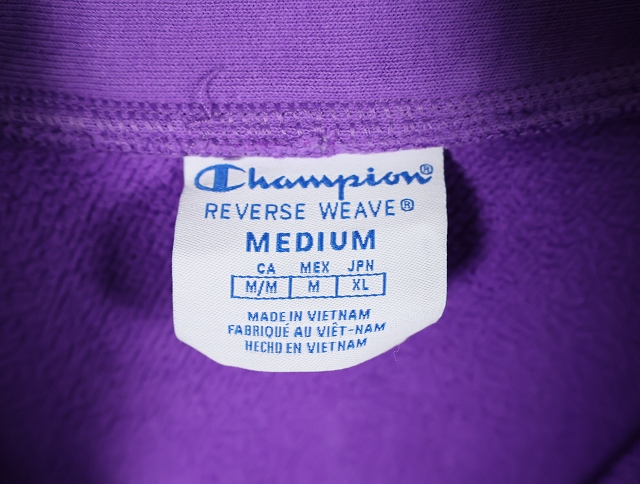 Champion®
REVERSE WEAVE®
MEDIUM
CA MEX JPN
M/M M XL
MADE IN VIETNAM
FABRIQUÉ AU VIÊT-NAM
HECHO EN VIETNAM